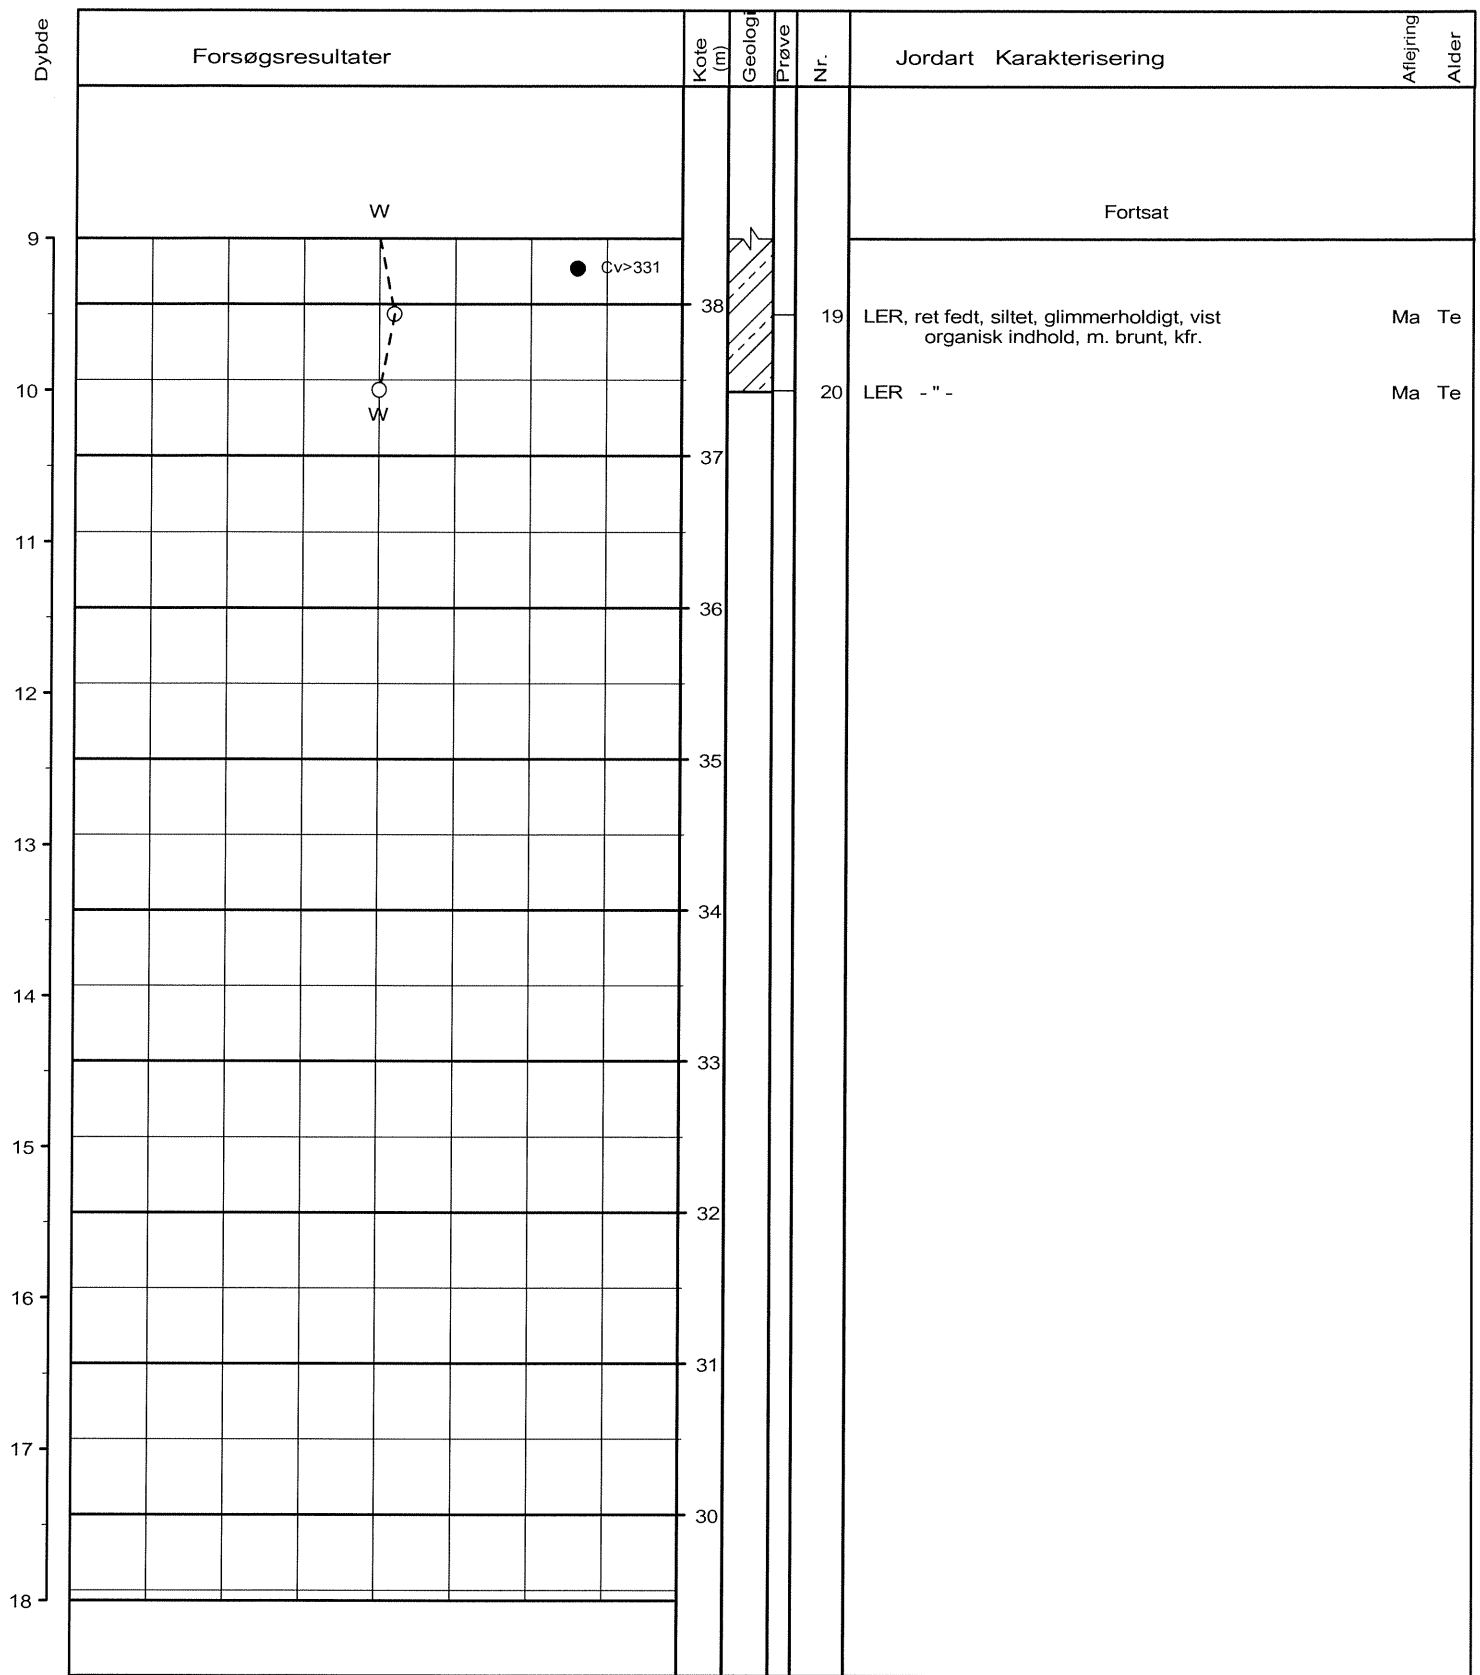 Dybde
Forsøgsresultater
Kote (m)
Geologi
Prøve
Nr.
Jordart Karakterisering
Aflejring
Alder
W
Fortsat
9
Cv>331
38
19 LER, ret fedt, siltet, glimmerholdigt, vist Ma Te
organisk indhold, m. brunt, kfr.
10
20 LER - " - Ma Te
W
37
11
36
12
35
13
34
14
33
15
32
16
31
17
30
18